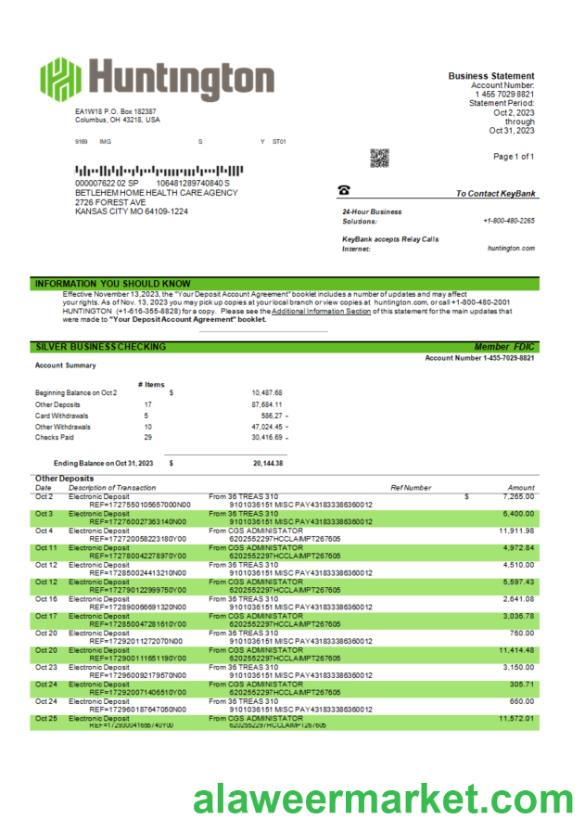 Huntington
Business Statement
Account Number:
1 455 7029 8821
Statement Period:
Oct 2, 2023
through
Oct 31, 2023
EA1W18 P.O. Box 182387
Columbus, OH 43218, USA
9169 IMG S Y ST01
Page 1 of 1
000007622 02 SP 106481289740840 S
BETLEHEM HOME HEALTH CARE AGENCY
2726 FOREST AVE
KANSAS CITY MO 64109-1224
To Contact KeyBank
24-Hour Business
Solutions: +1-800-480-2265
KeyBank accepts Relay Calls
Internet: huntington.com
INFORMATION YOU SHOULD KNOW
Effective November 13,2023, the "Your Deposit Account Agreement" booklet includes a number of updates and may affect
your rights. As of Nov. 13, 2023 you may pick up copies at your local branch or view copies at huntington.com, or call +1-800-480-2001
HUNTINGTON (+1-616-355-8828) for a copy. Please see the Additional Information Section of this statement for the main updates that
were made to "Your Deposit Account Agreement" booklet.
SILVER BUSINESS CHECKING Member FDIC
Account Number 1-455-7029-8821
Account Summary
# Items
Beginning Balance on Oct 2 $ 10,487.68
Other Deposits 17 87,684.11
Card Withdrawals 5 586,27 -
Other Withdrawals 10 47,024.45 -
Checks Paid 29 30,416.69 -
Ending Balance on Oct 31, 2023 $ 20,144.38
Other Deposits
Date Description of Transaction Ref Number Amount
Oct 2 Electronic Deposit From 36 TREAS 310 $ 7,265.00
REF=1727550105657000N00 9101036151 MISC PAY431833386360012
Oct 3 Electronic Deposit From 36 TREAS 310 6,400.00
REF=172760027363140N00 9101036151 MISC PAY431833386360012
Oct 4 Electronic Deposit From CGS ADMINISTRATOR 11,911.98
REF=172720058223180Y00 6202552297HCCLAIMPT267605
Oct 11 Electronic Deposit From CGS ADMINISTATOR 4,972.84
REF=172780042278970Y00 6202552297HCCLAIMPT267605
Oct 12 Electronic Deposit From 36 TREAS 310 4,510.00
REF=172850024413210N00 9101036151 MISC PAY431833386360012
Oct 12 Electronic Deposit From CGS ADMINISTATOR 5,597.43
REF=172790122999750Y00 6202552297HCCLAIMPT267605
Oct 16 Electronic Deposit From 36 TREAS 310 2,641.08
REF=172890066691320N00 9101036151 MISC PAY431833386360012
Oct 17 Electronic Deposit From CGS ADMINISTATOR 3,036.78
REF=172850047281610Y00 6202552297HCCLAIMPT267605
Oct 20 Electronic Deposit From 36 TREAS 310 760.00
REF=17292011272070N00 9101036151 MISC PAY431833386360012
Oct 20 Electronic Deposit From CGS ADMINISTATOR 11,414.48
REF=172900111651190Y00 6202552297HCCLAIMPT267605
Oct 23 Electronic Deposit From 36 TREAS 310 3,150.00
REF=172960092179570N00 9101036151 MISC PAY431833386360012
Oct 24 Electronic Deposit From CGS ADMINISTATOR 305.71
REF=172920071406510Y00 6202552297HCCLAIMPT267605
Oct 24 Electronic Deposit From 36 TREAS 310 660.00
REF=172960187647050N00 9101036151 MISC PAY431833386360012
Oct 25 Electronic Deposit From CGS ADMINISTATOR 11,572.01
REF=172930041655740Y00 6202552297HCCLAIMPT267605
alaweermarket.com